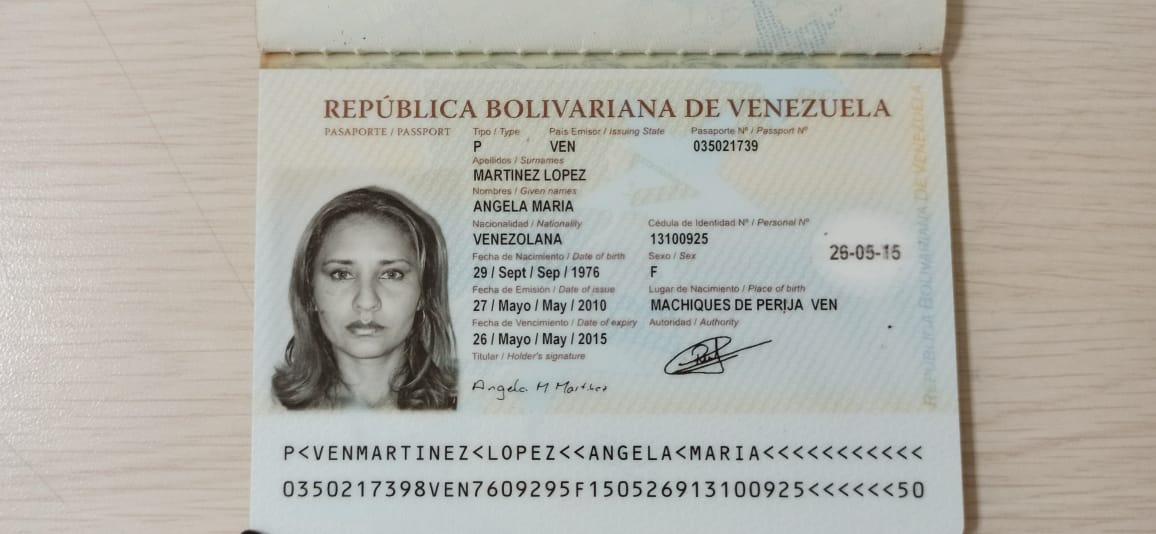 REPÚBLICA BOLIVARIANA DE VENEZUELA
PASAPORTE / PASSPORT
Tipo / Type País Emisor / Issuing State Pasaporte Nº / Passport Nº
P VEN 035021739
Apellidos / Surnames
MARTINEZ LOPEZ
Nombres / Given names
ANGELA MARIA
Nacionalidad / Nationality Cédula de Identidad Nº / Personal Nº
VENEZOLANA 13100925
26-05-15
Fecha de Nacimiento / Date of birth Sexo / Sex
29 / Sept / Sep / 1976 F
Fecha de Emisión / Date of issue Lugar de Nacimiento / Place of birth
27 / Mayo / May / 2010 MACHIQUES DE PERIJA VEN
Fecha de Vencimiento / Date of expiry Autoridad / Authority
26 / Mayo / May / 2015
Titular / Holder's signature
Angela M Martinez
P<VENMARTINEZ<LOPEZ<<ANGELA<MARIA<<<<<<<<<<<
0350217398VEN7609295F150526913100925<<<<<<50
REPÚBLICA BOLIVARIANA DE VENEZUELA